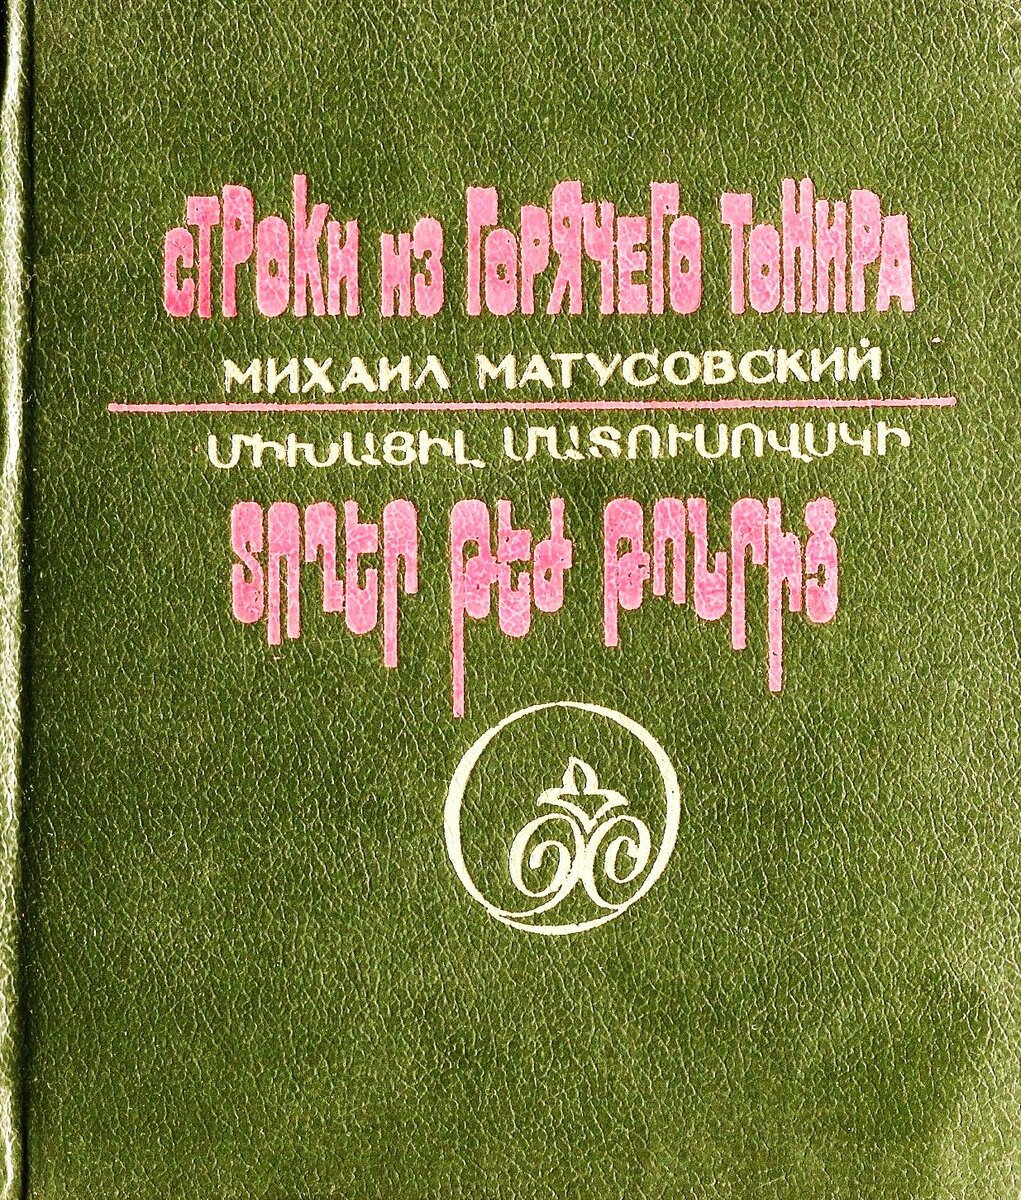 СТРОКИ ИЗ ГОРЯЧЕГО ТОНИРА
МИХАИЛ МАТУСОВСКИЙ
ՄԻԽԱՅԻԼ ՄԱՏՈՒՍՈՎՍԿԻ
ՏՈՂԵՐ ԹԵԺ ԹՈՆՐԻՑ